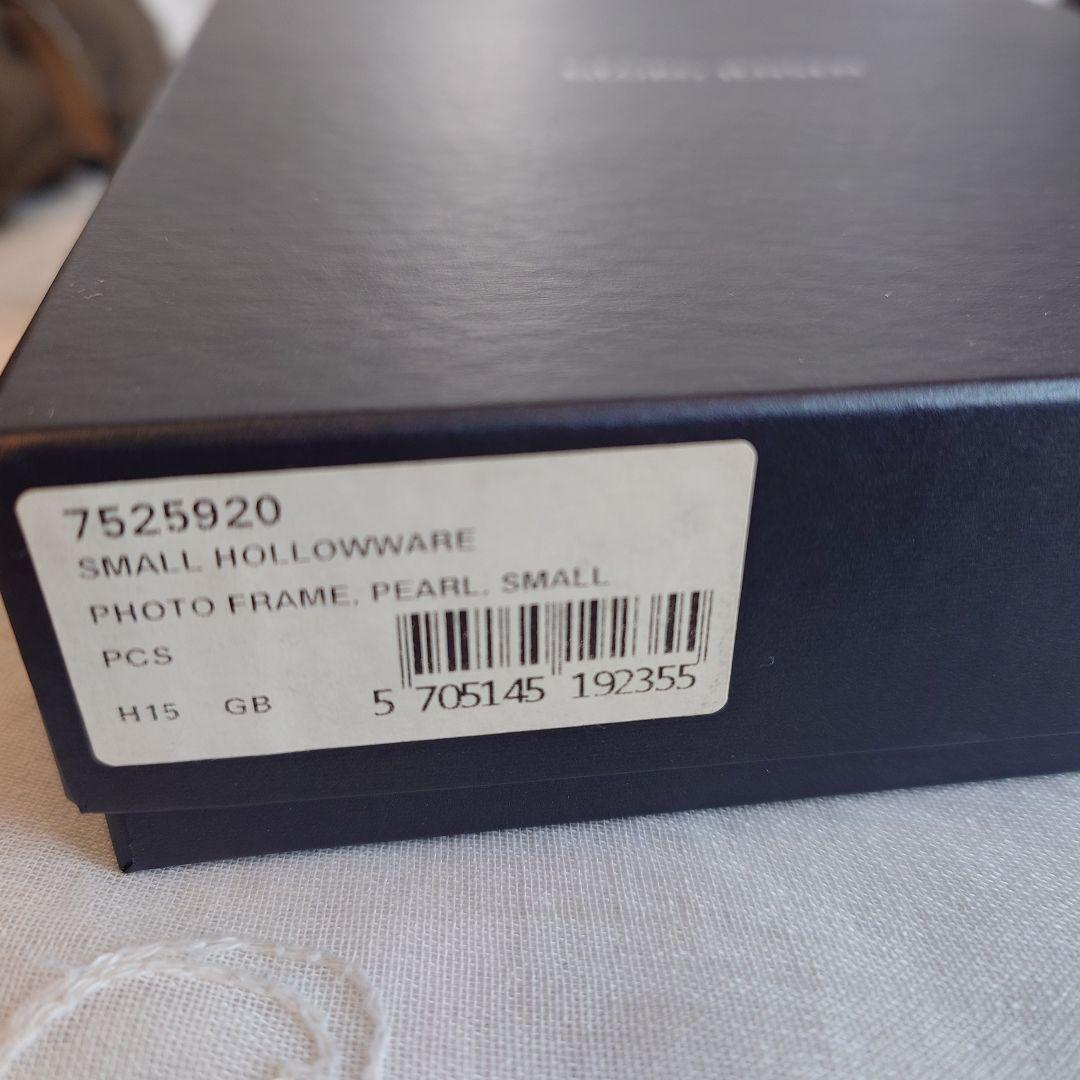 7525920
SMALL HOLLOWWARE
PHOTO FRAME, PEARL, SMALL
PCS
H15 GB
5 705145 192355